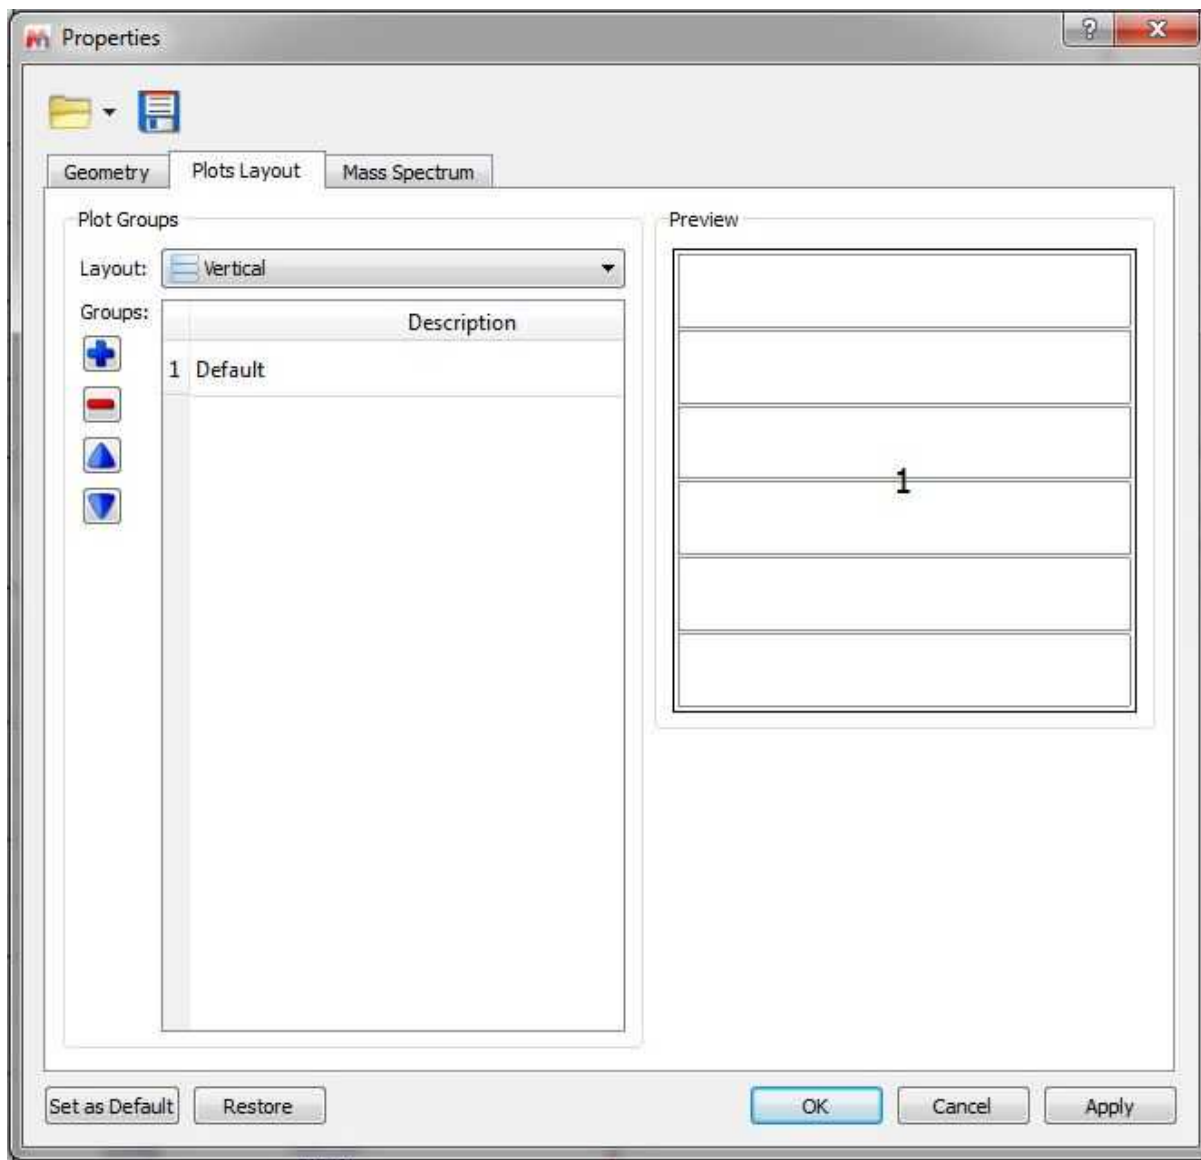 Properties
Geometry Plots Layout Mass Spectrum
Plot Groups
Preview
Layout: Vertical
Groups:
Description
1 Default
1
Set as Default Restore OK Cancel Apply